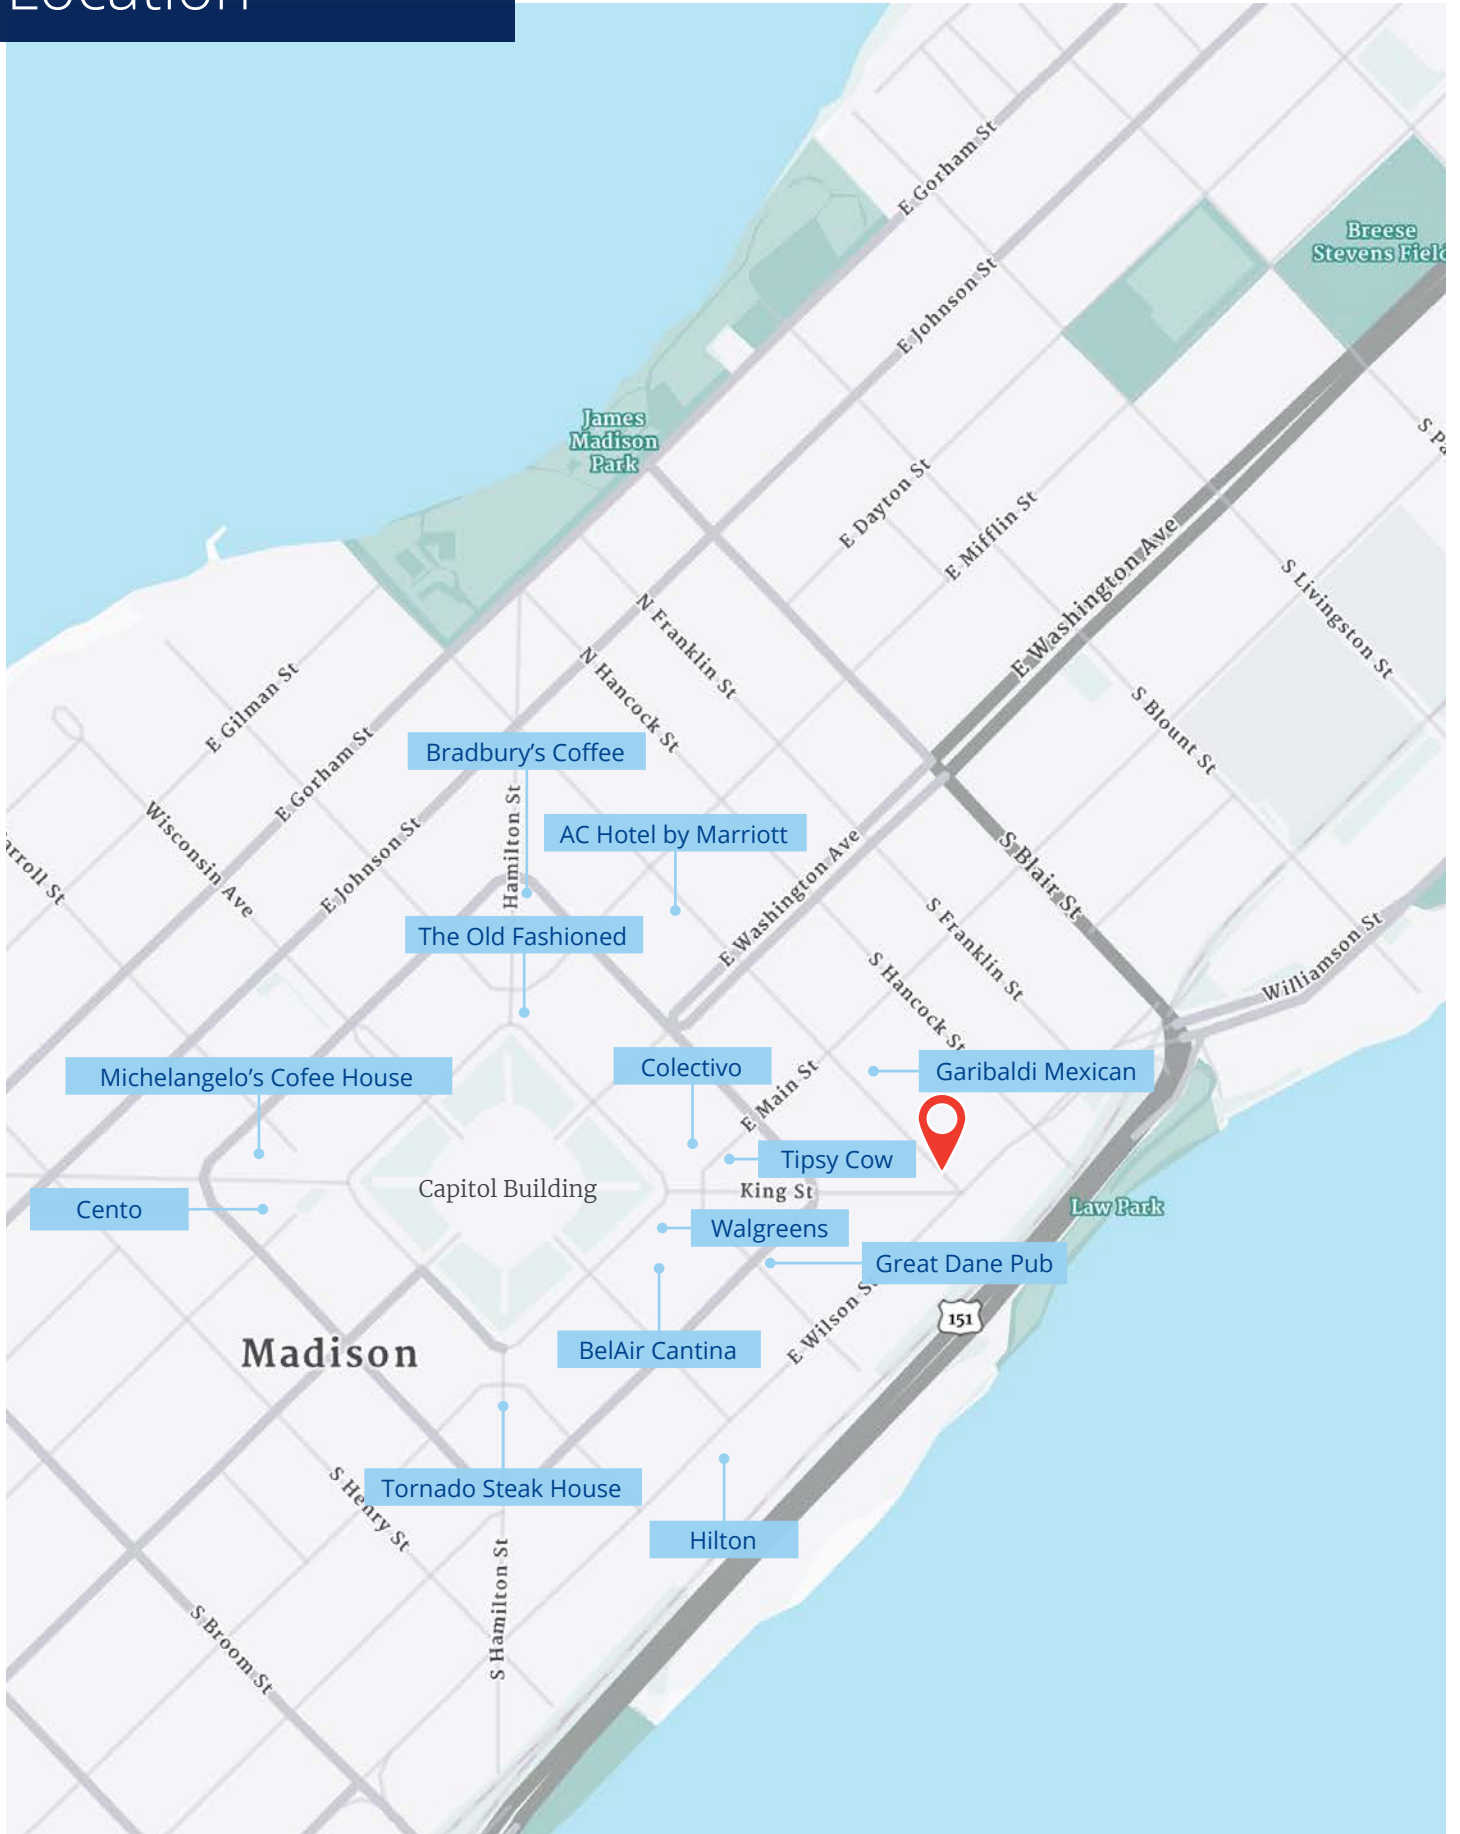 Location
E Gorham St
Breese
Stevens Field
E Johnson St
James
Madison
Park
E Dayton St
E Mifflin St
E Washington Ave
S Livingston St
N Franklin St
N Hancock St
E Gilman St
S Blount St
E Gorham St
Bradbury's Coffee
Wisconsin Ave
E Johnson St
Hamilton St
AC Hotel by Marriott
E Washington Ave
S Blair St
The Old Fashioned
S Franklin St
Williamson St
S Hancock St
Michelangelo's Cofee House
Colectivo
E Main St
Garibaldi Mexican
Tipsy Cow
Capitol Building
King St
Cento
Law Park
Walgreens
Great Dane Pub
E Wilson St
151
Madison
BelAir Cantina
S Henry St
Tornado Steak House
Hilton
S Hamilton St
S Broom St